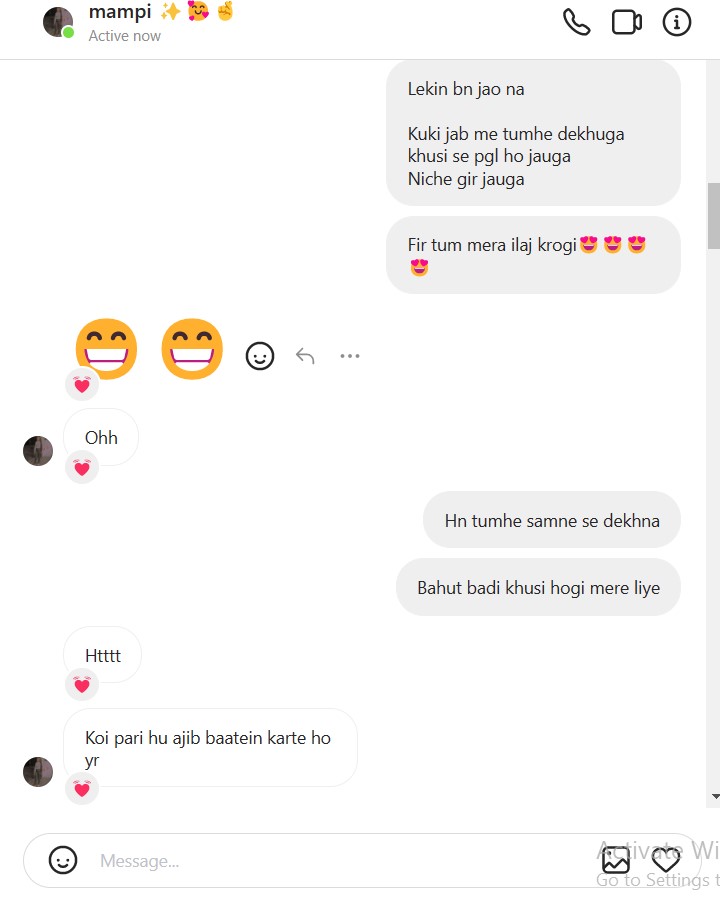 mampi ✨🥰🤞
Active now
Lekin bn jao na
Kuki jab me tumhe dekhuga
khusi se pgl ho jauga
Niche gir jauga
Fir tum mera ilaj krogi😍😍😍
😍
😁😁
Ohh
Hn tumhe samne se dekhna
Bahut badi khusi hogi mere liye
Htttt
Koi pari hu ajib baatein karte ho
yr
Message...
Activate Wi
Go to Settings t